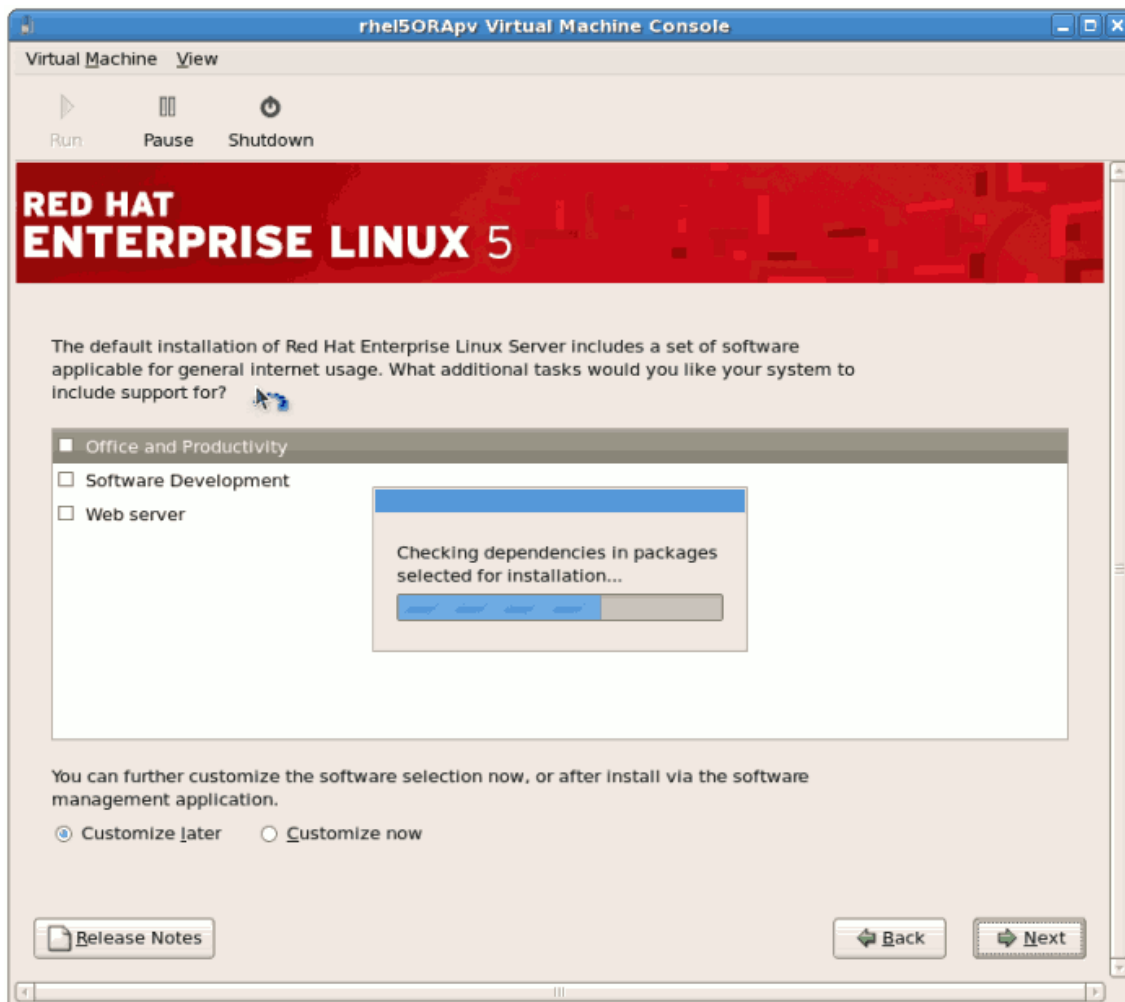 rhel5ORApv Virtual Machine Console
Virtual Machine View
Run Pause Shutdown
RED HAT
ENTERPRISE LINUX 5
The default installation of Red Hat Enterprise Linux Server includes a set of software
applicable for general internet usage. What additional tasks would you like your system to
include support for?
Office and Productivity
Software Development
Web server
Checking dependencies in packages
selected for installation...
You can further customize the software selection now, or after install via the software
management application.
Customize later Customize now
Release Notes Back Next